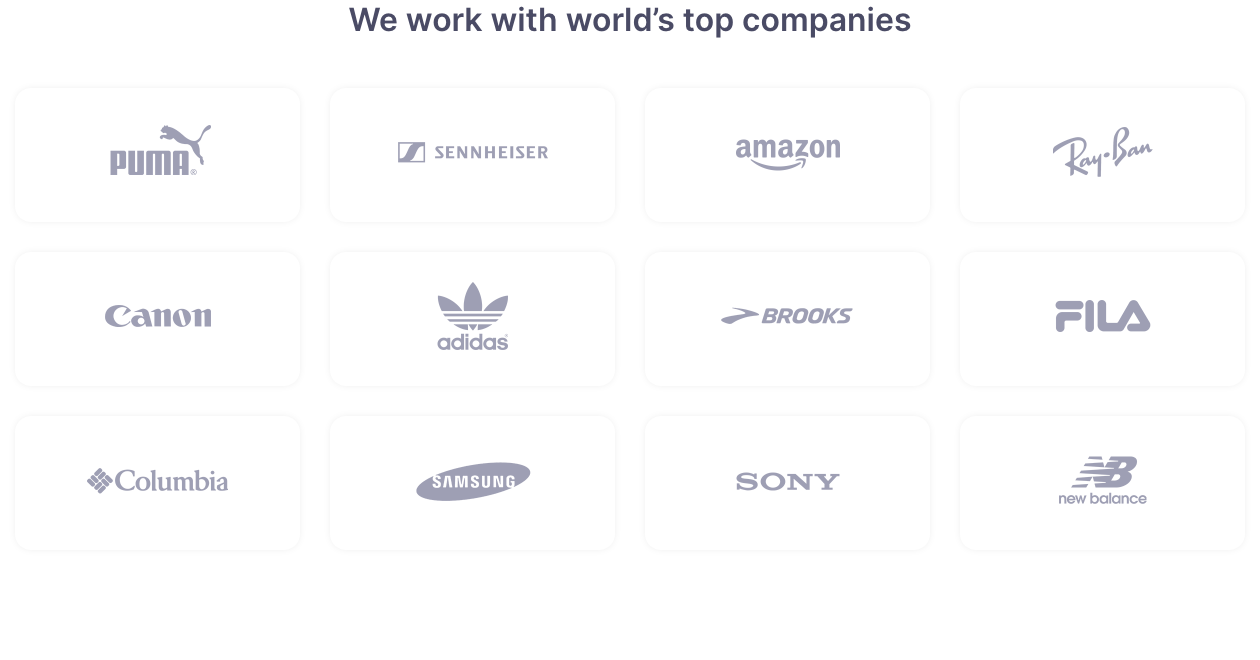 We work with world’s top companies
PUMA®
SENNHEISER
amazon
Ray-Ban
Canon
adidas
BROOKS
FILA
Columbia
SAMSUNG
SONY
new balance